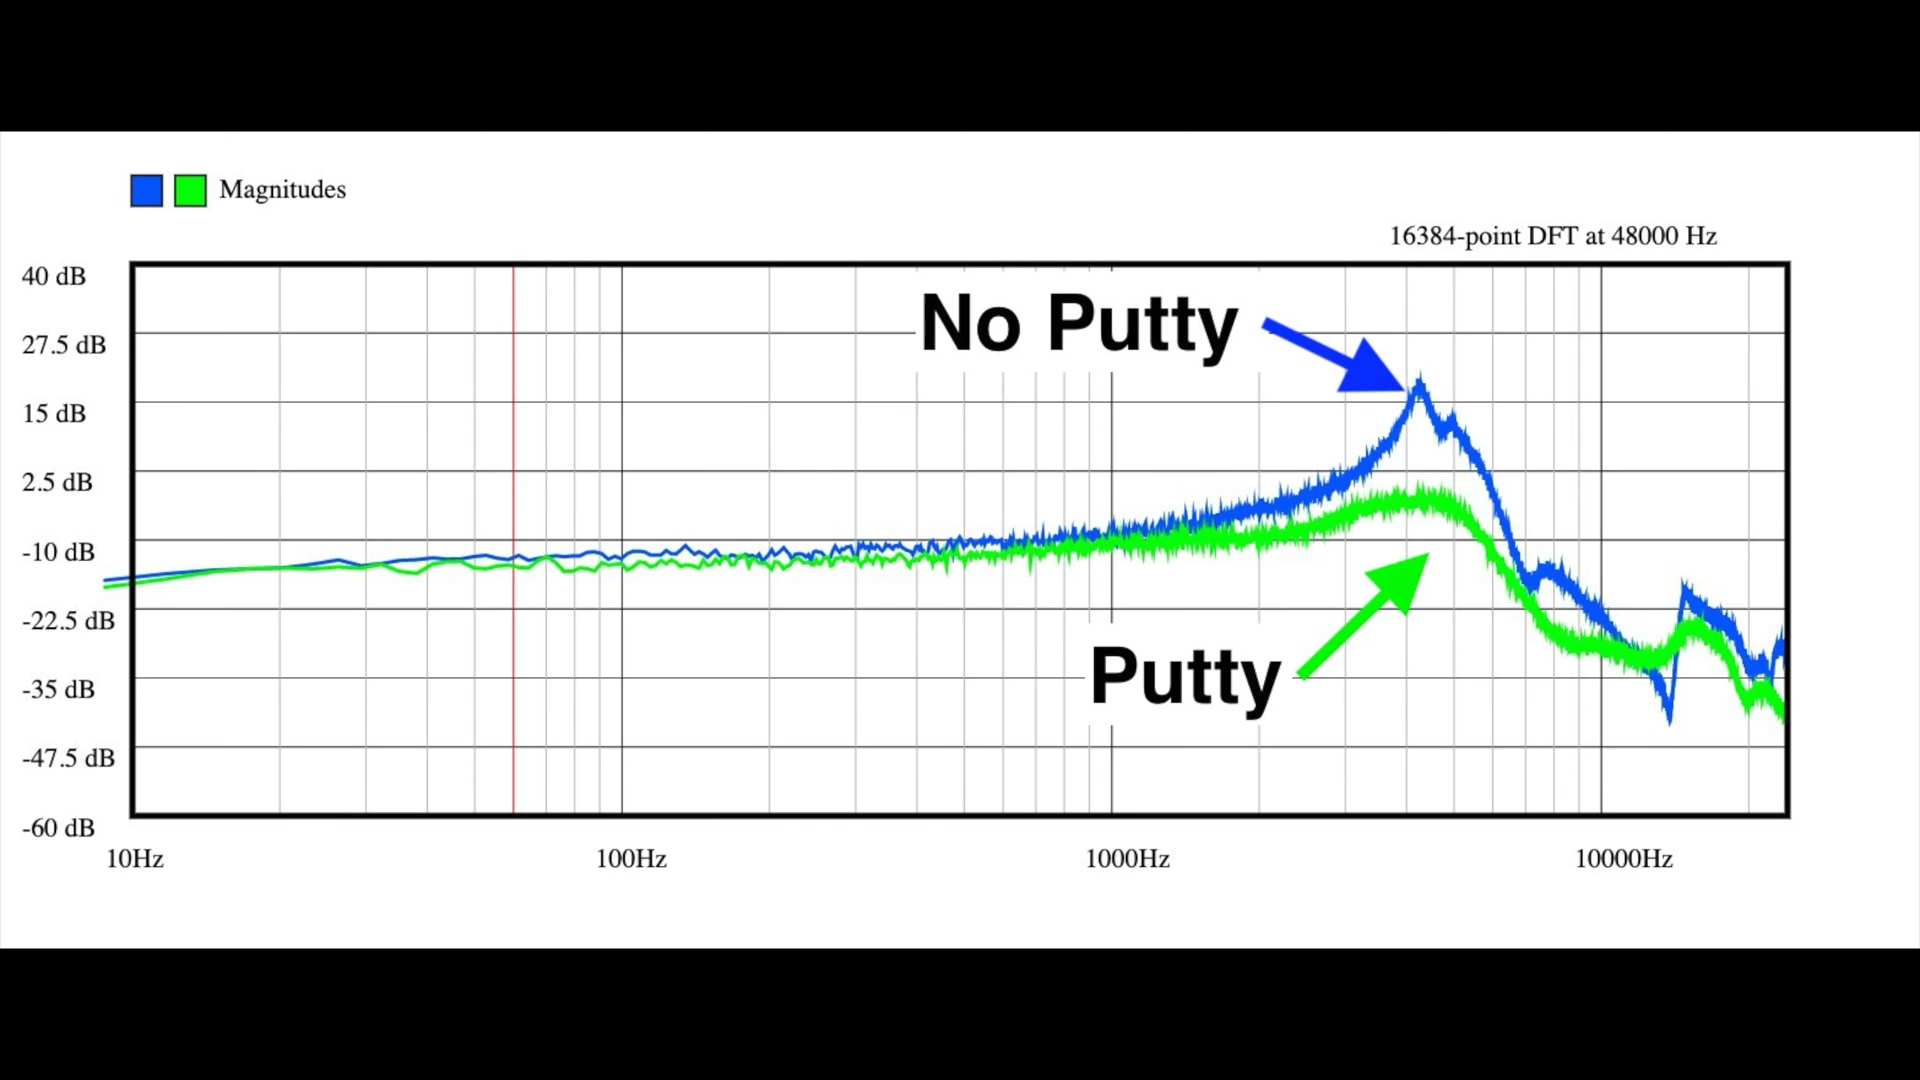 Magnitudes
16384-point DFT at 48000 Hz
40 dB
27.5 dB
15 dB
2.5 dB
-10 dB
-22.5 dB
-35 dB
-47.5 dB
-60 dB
No Putty
Putty
10Hz
100Hz
1000Hz
10000Hz